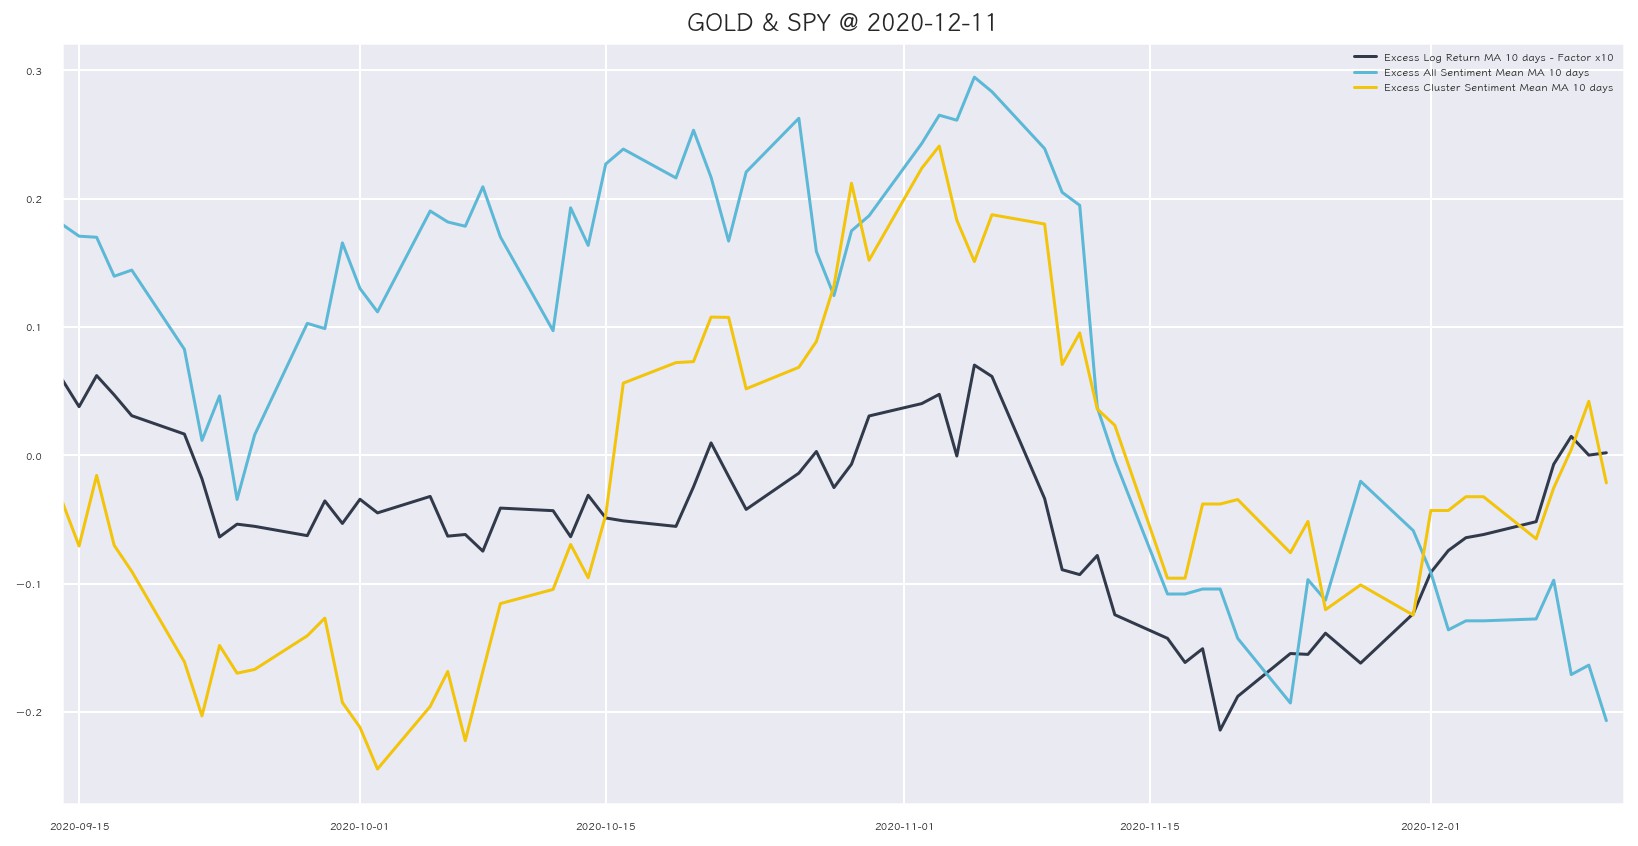 GOLD & SPY @ 2020-12-11
Excess Log Return MA 10 days - Factor x10
Excess All Sentiment Mean MA 10 days
Excess Cluster Sentiment Mean MA 10 days
0.3
0.2
0.1
0.0
−0.1
−0.2
2020-09-15 2020-10-01 2020-10-15 2020-11-01 2020-11-15 2020-12-01